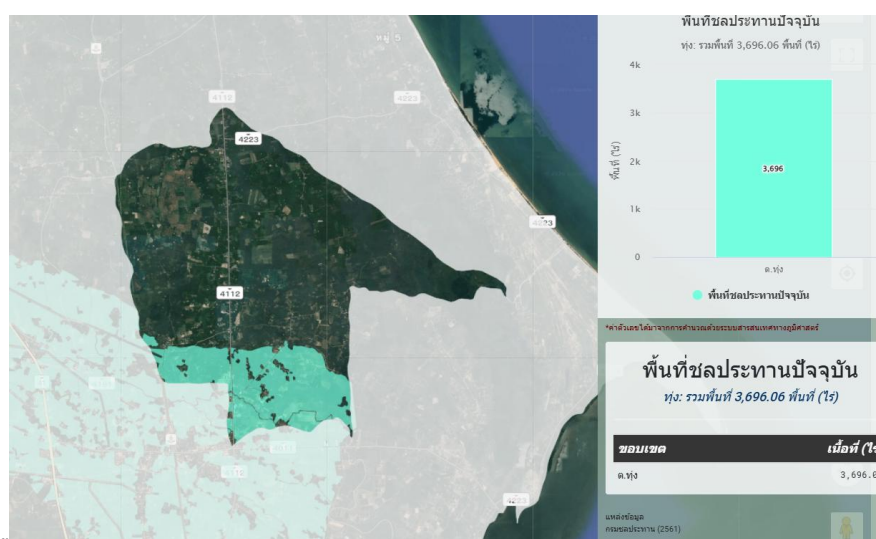 หมู่ 5
4112
4223
4223
4223
4112
4112
4223
พื้นที่ชลประทานปัจจุบัน
ทุ่ง: รวมพื้นที่ 3,696.06 พื้นที่ (ไร่)
4k
3k
2k
1k
0
พื้นที่ (ไร่)
3,696
ต.ทุ่ง
พื้นที่ชลประทานปัจจุบัน
*ค่าตัวเลขได้มาจากการคำนวณด้วยระบบสารสนเทศทางภูมิศาสตร์
พื้นที่ชลประทานปัจจุบัน
ทุ่ง: รวมพื้นที่ 3,696.06 พื้นที่ (ไร่)
ขอบเขต เนื้อที่ (ไร
ต.ทุ่ง 3,696.0
แหล่งข้อมูล
กรมชลประทาน (2561)